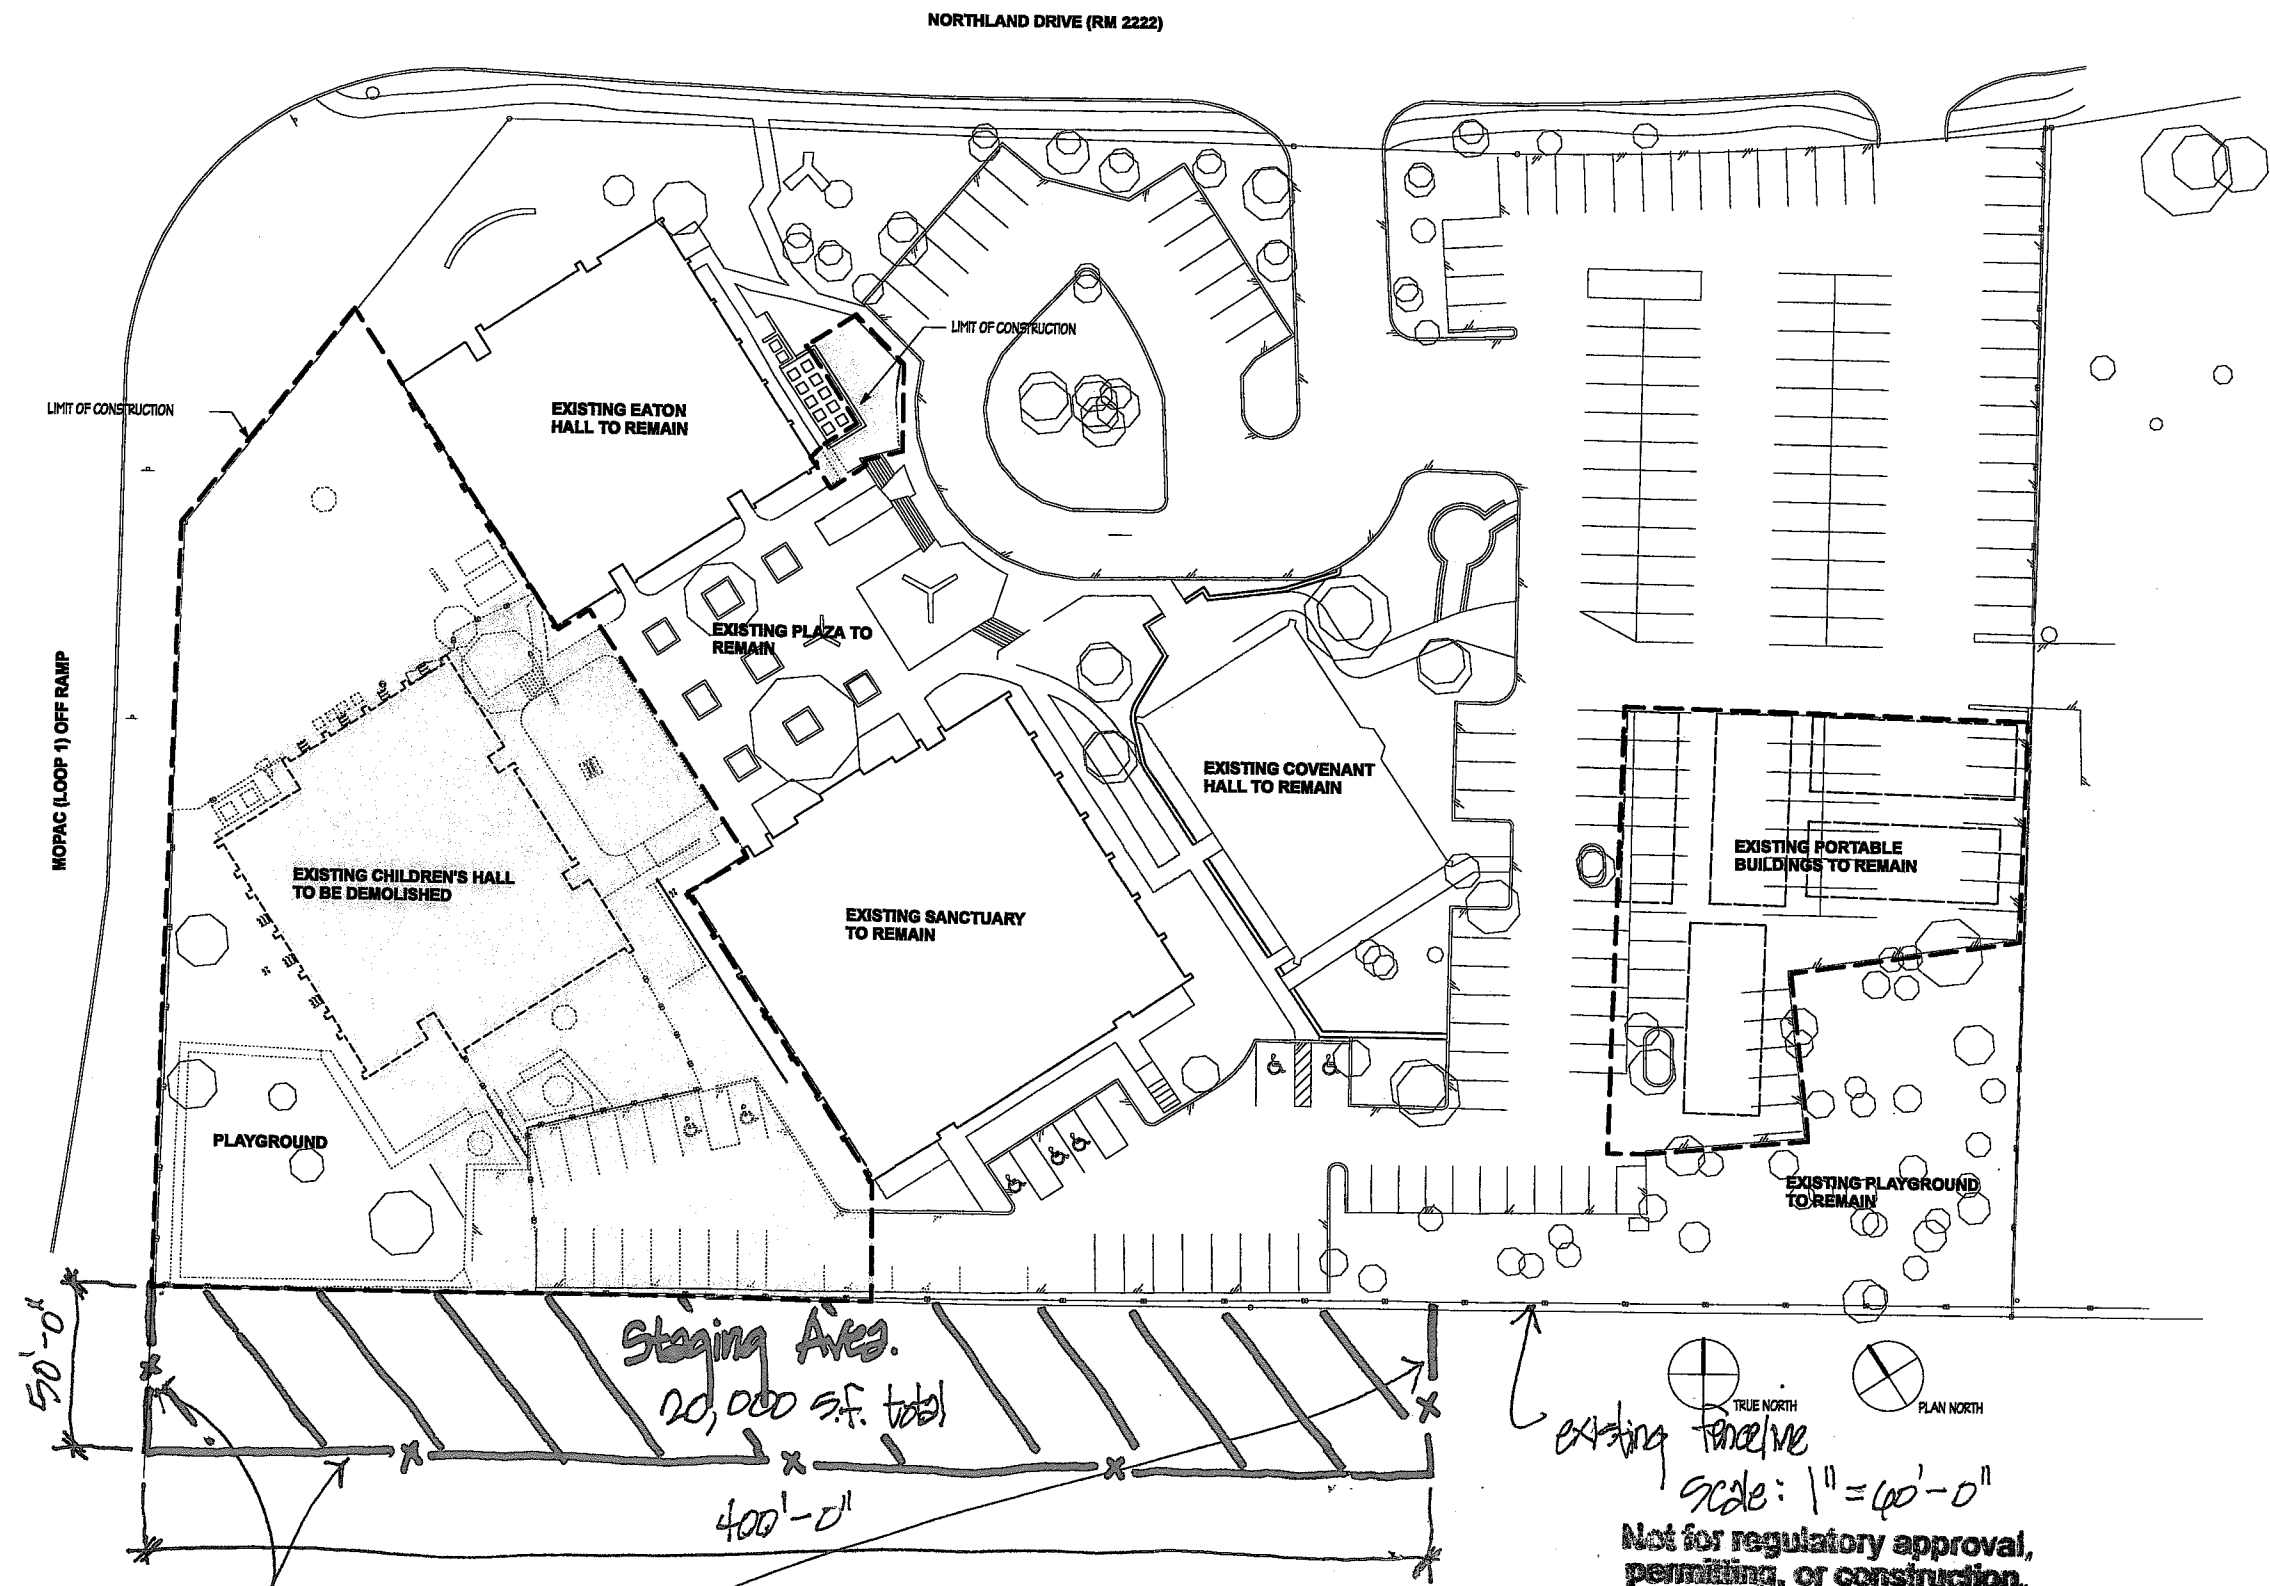 NORTHLAND DRIVE (RM 2222)
LIMIT OF CONSTRUCTION
LIMIT OF CONSTRUCTION
EXISTING EATON
HALL TO REMAIN
EXISTING PLAZA TO
REMAIN
MOPAC (LOOP 1) OFF RAMP
EXISTING COVENANT
HALL TO REMAIN
EXISTING PORTABLE
BUILDINGS TO REMAIN
EXISTING CHILDREN'S HALL
TO BE DEMOLISHED
EXISTING SANCTUARY
TO REMAIN
PLAYGROUND
EXISTING PLAYGROUND
TO REMAIN
50'-0"
Staging Area.
20,000 s.f. total
TRUE NORTH
PLAN NORTH
existing fenceline
Scale: 1" = 60'-0"
400'-0"
Not for regulatory approval,
permitting, or construction.